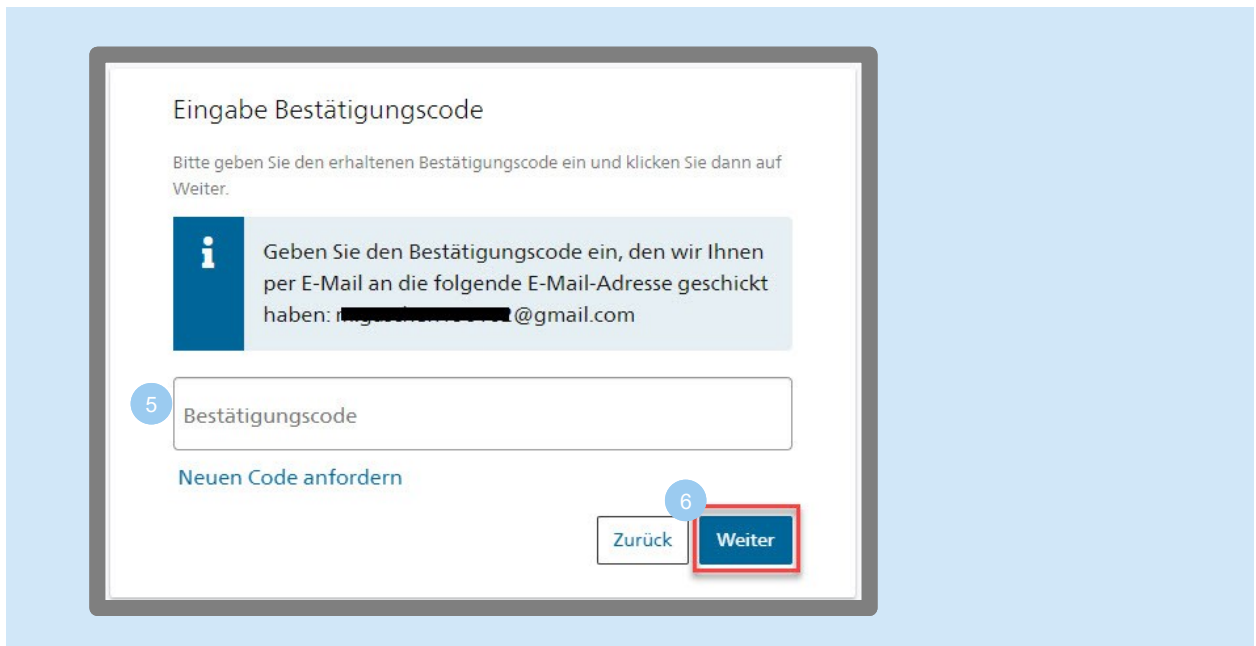 Eingabe Bestätigungscode
Bitte geben Sie den erhaltenen Bestätigungscode ein und klicken Sie dann auf
Weiter.
i
Geben Sie den Bestätigungscode ein, den wir Ihnen
per E-Mail an die folgende E-Mail-Adresse geschickt
haben: @gmail.com
5
Bestätigungscode
Neuen Code anfordern
6
Zurück Weiter